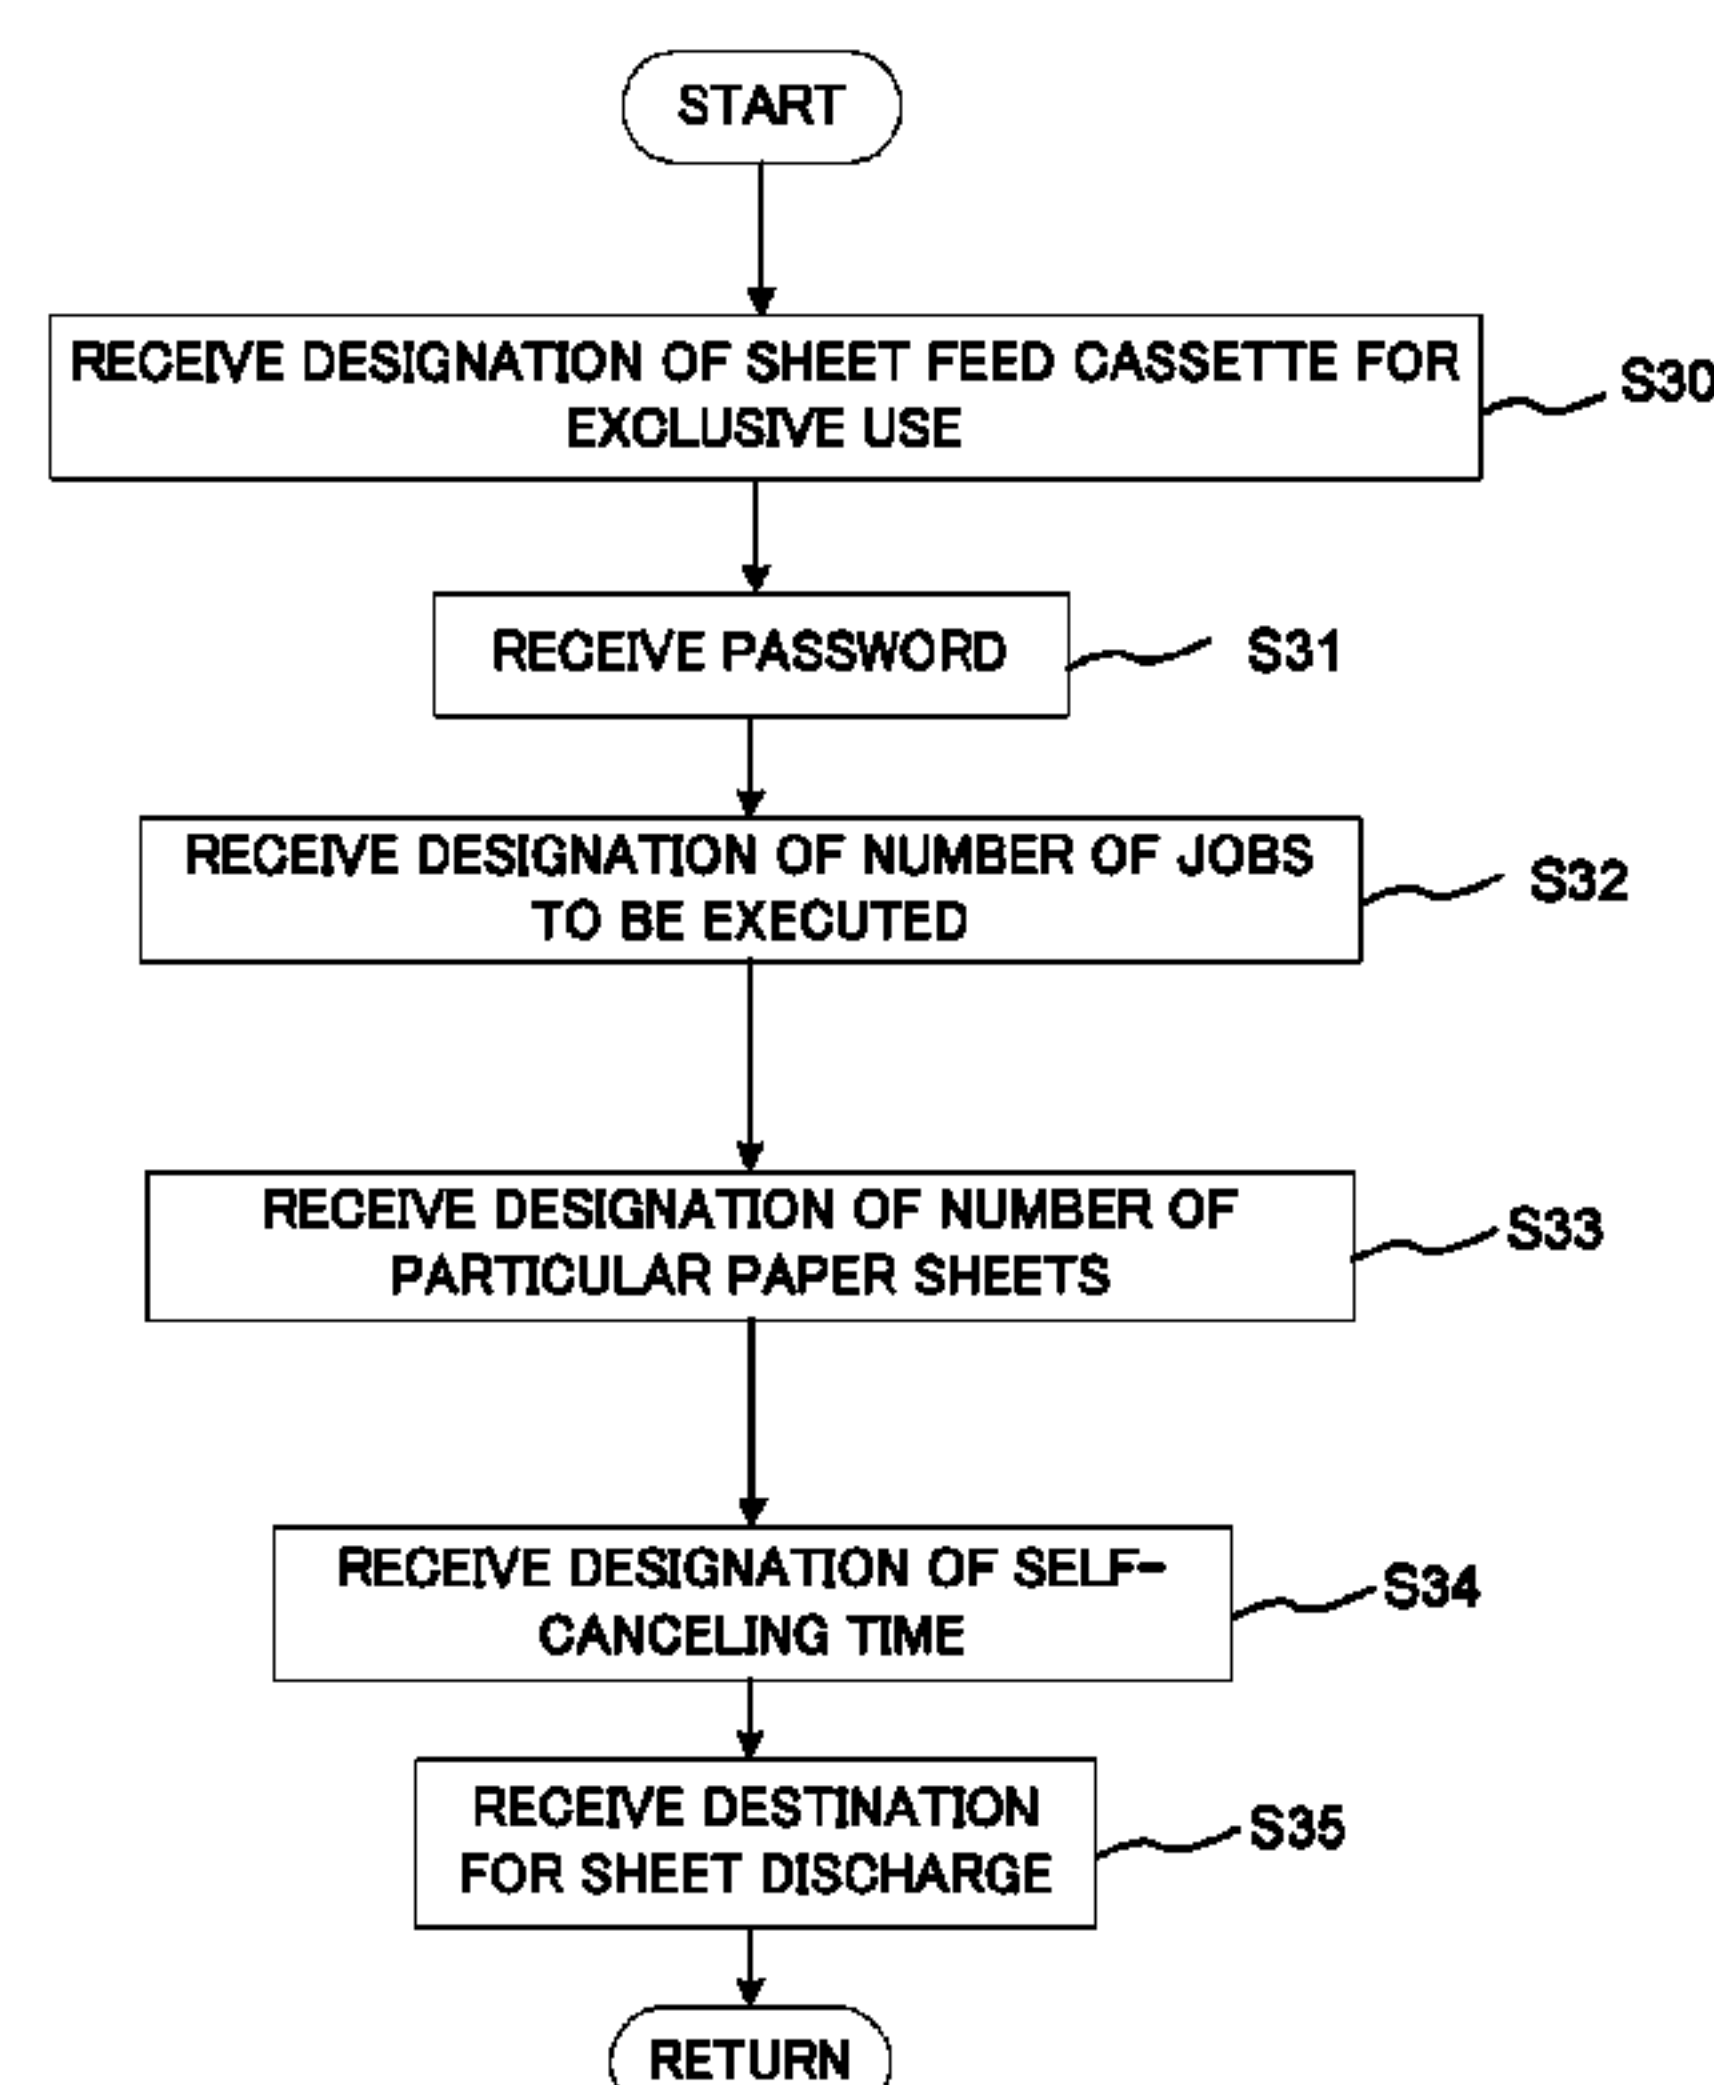 START
RECEIVE DESIGNATION OF SHEET FEED CASSETTE FOR
EXCLUSIVE USE
S30
RECEIVE PASSWORD
S31
RECEIVE DESIGNATION OF NUMBER OF JOBS
TO BE EXECUTED
S32
RECEIVE DESIGNATION OF NUMBER OF
PARTICULAR PAPER SHEETS
S33
RECEIVE DESIGNATION OF SELF-
CANCELING TIME
S34
RECEIVE DESTINATION
FOR SHEET DISCHARGE
S35
RETURN